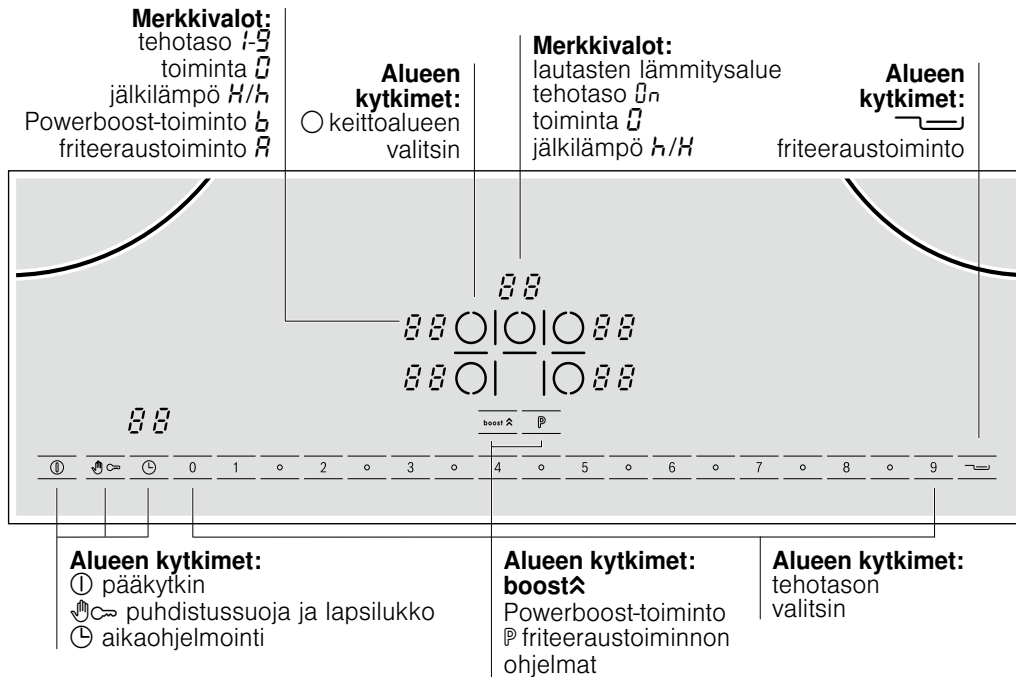 Merkkivalot:
tehotaso 1-9
toiminta 0
jälkilämpö H/h
Powerboost-toiminto b
friteeraustoiminto A
Alueen
kytkimet:
○ keittoalueen
valitsin
Merkkivalot:
lautasten lämmitysalue
tehotaso On
toiminta 0
jälkilämpö h/H
Alueen
kytkimet:
friteeraustoiminto
88
88 88
88 88
88
boost P
0 1 2 3 4 5 6 7 8 9
Alueen kytkimet:
pääkytkin
puhdistussuoja ja lapsilukko
aikaohjelmointi
Alueen kytkimet:
boost
Powerboost-toiminto
P friteeraustoiminnon
ohjelmat
Alueen kytkimet:
tehotason
valitsin